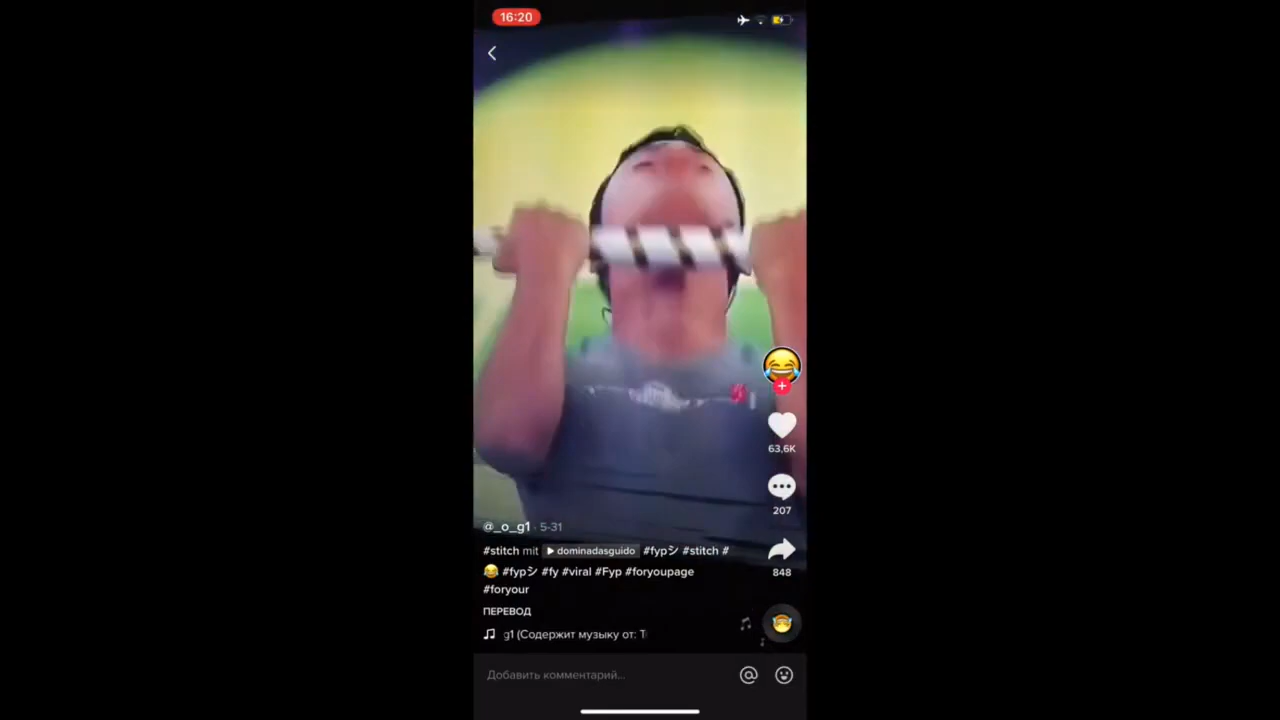 16:20
63,6K
207
848
@_o_g1 · 5-31
#stitch mit dominadasguido #fypシ #stitch #
😂 #fypシ #fy #viral #Fyp #foryoupage
#foryour
ПЕРЕВОД
g1 (Содержит музыку от: T
Добавить комментарий...